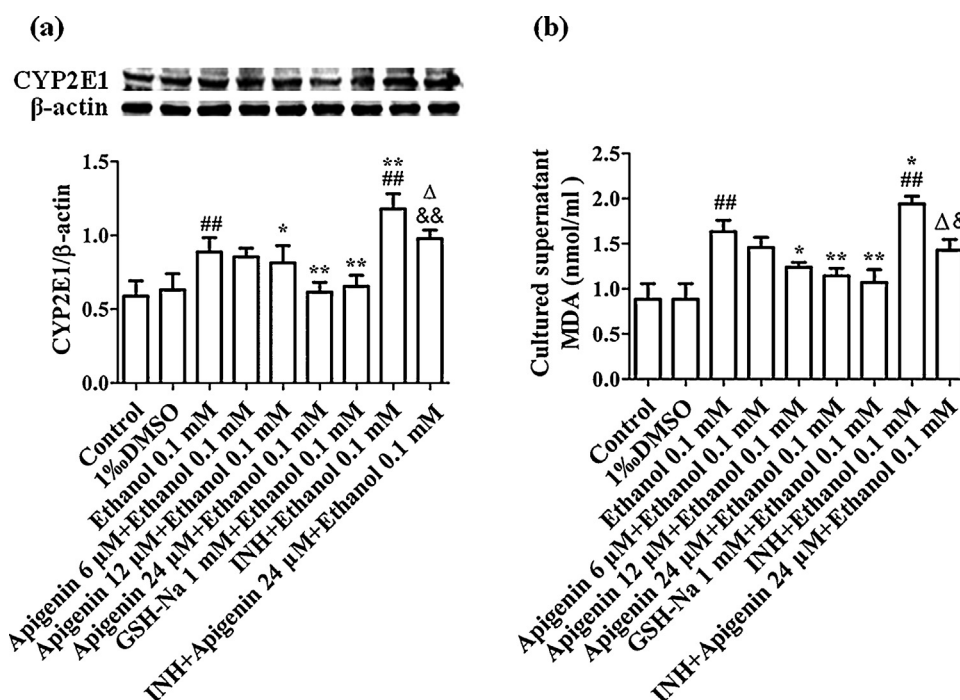 (a)
CYP2E1
β-actin
CYP2E1/β-actin
1.5
1.0
0.5
0.0
##
*
**
**
**
##
Δ
&&
Control
1‰DMSO
Ethanol 0.1 mM
Apigenin 6 μM+Ethanol 0.1 mM
Apigenin 12 μM+Ethanol 0.1 mM
Apigenin 24 μM+Ethanol 0.1 mM
GSH-Na 1 mM+Ethanol 0.1 mM
INH+Ethanol 0.1 mM
INH+Apigenin 24 μM+Ethanol 0.1 mM
(b)
Cultured supernatant
MDA (nmol/ml)
2.5
2.0
1.5
1.0
0.5
0.0
##
*
**
**
*
##
Δ&
Control
1‰DMSO
Ethanol 0.1 mM
Apigenin 6 μM+Ethanol 0.1 mM
Apigenin 12 μM+Ethanol 0.1 mM
Apigenin 24 μM+Ethanol 0.1 mM
GSH-Na 1 mM+Ethanol 0.1 mM
INH+Ethanol 0.1 mM
INH+Apigenin 24 μM+Ethanol 0.1 mM